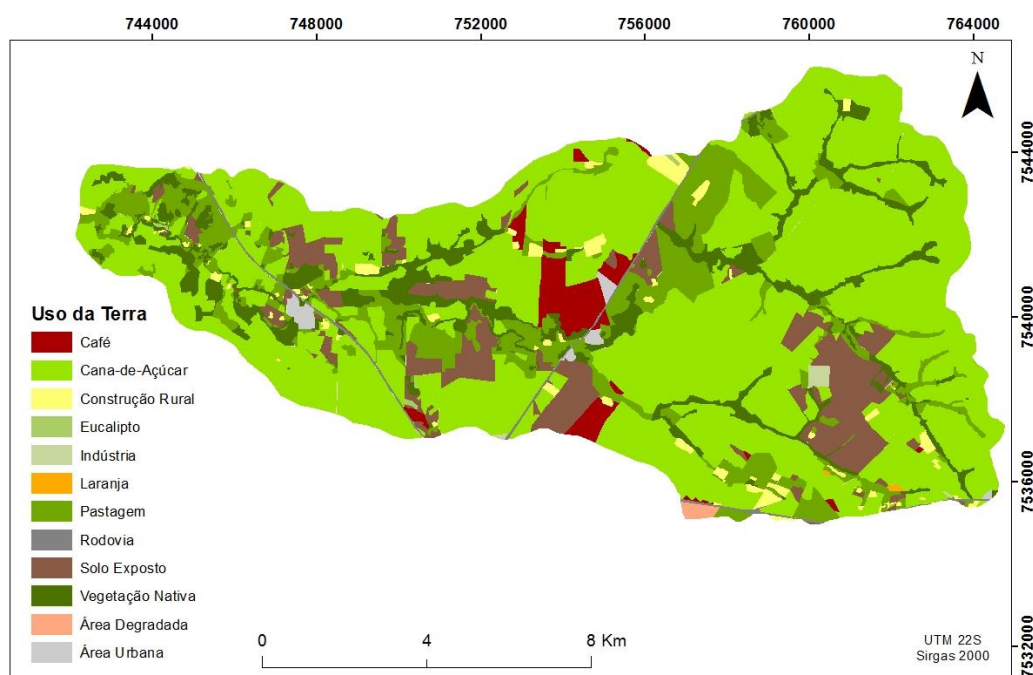 744000 748000 752000 756000 760000 764000
N
7544000
7540000
7536000
7532000
Uso da Terra
Café
Cana-de-Açúcar
Construção Rural
Eucalipto
Indústria
Laranja
Pastagem
Rodovia
Solo Exposto
Vegetação Nativa
Área Degradada
Área Urbana
0 4 8 Km
UTM 22S
Sirgas 2000